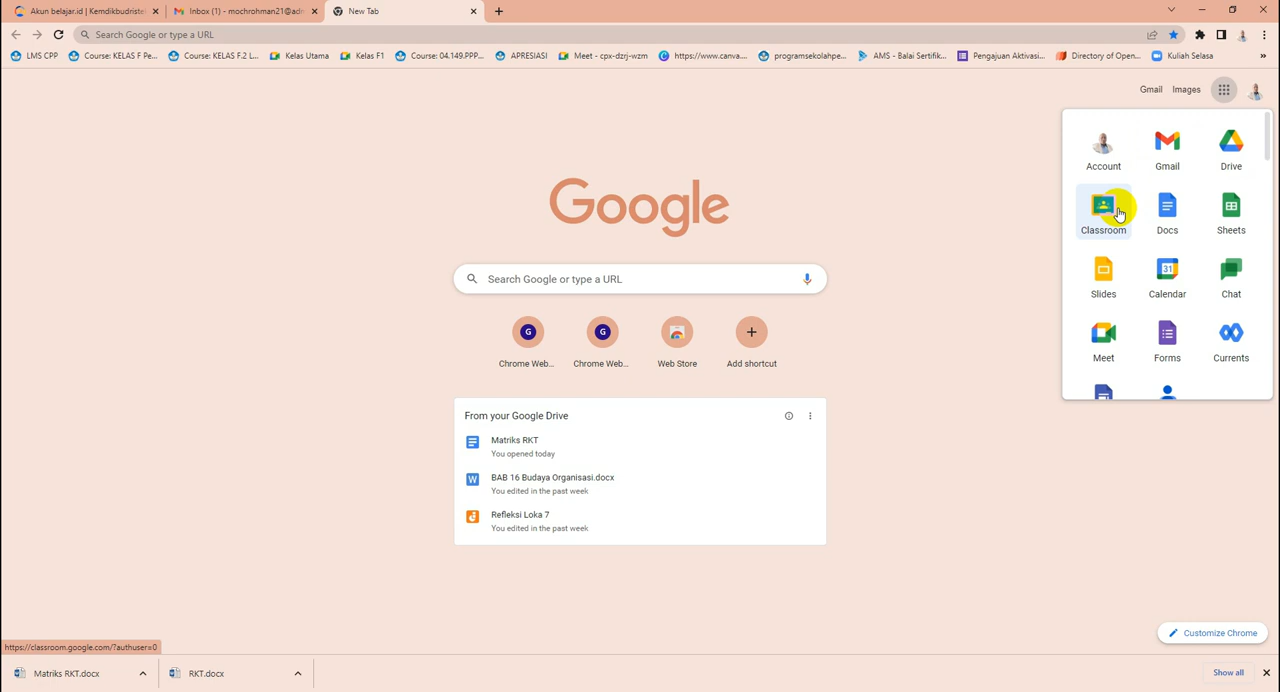 Akun belajar.id | Kemdikbudriste
Inbox (1) - mochrohman21@adn
New Tab
Search Google or type a URL
LMS CPP
Course: KELAS F Pe...
Course: KELAS F.2 L...
Kelas Utama
Kelas F1
Course: 04.149.PPP...
APRESIASI
Meet - cpx-dzrj-wzm
https://www.canva....
programsekolahpe...
AMS - Balai Sertifik...
Pengajuan Aktivasi...
Directory of Open...
Kuliah Selasa
»
Gmail Images
Account Gmail Drive
Classroom Docs Sheets
31
Slides Calendar Chat
Meet Forms Currents
Google
Search Google or type a URL
G G
Chrome Web... Chrome Web... Web Store Add shortcut
From your Google Drive
Matriks RKT
You opened today
W
BAB 16 Budaya Organisasi.docx
You edited in the past week
Refleksi Loka 7
You edited in the past week
Customize Chrome
https://classroom.google.com/?authuser=0
Matriks RKT.docx
RKT.docx
Show all